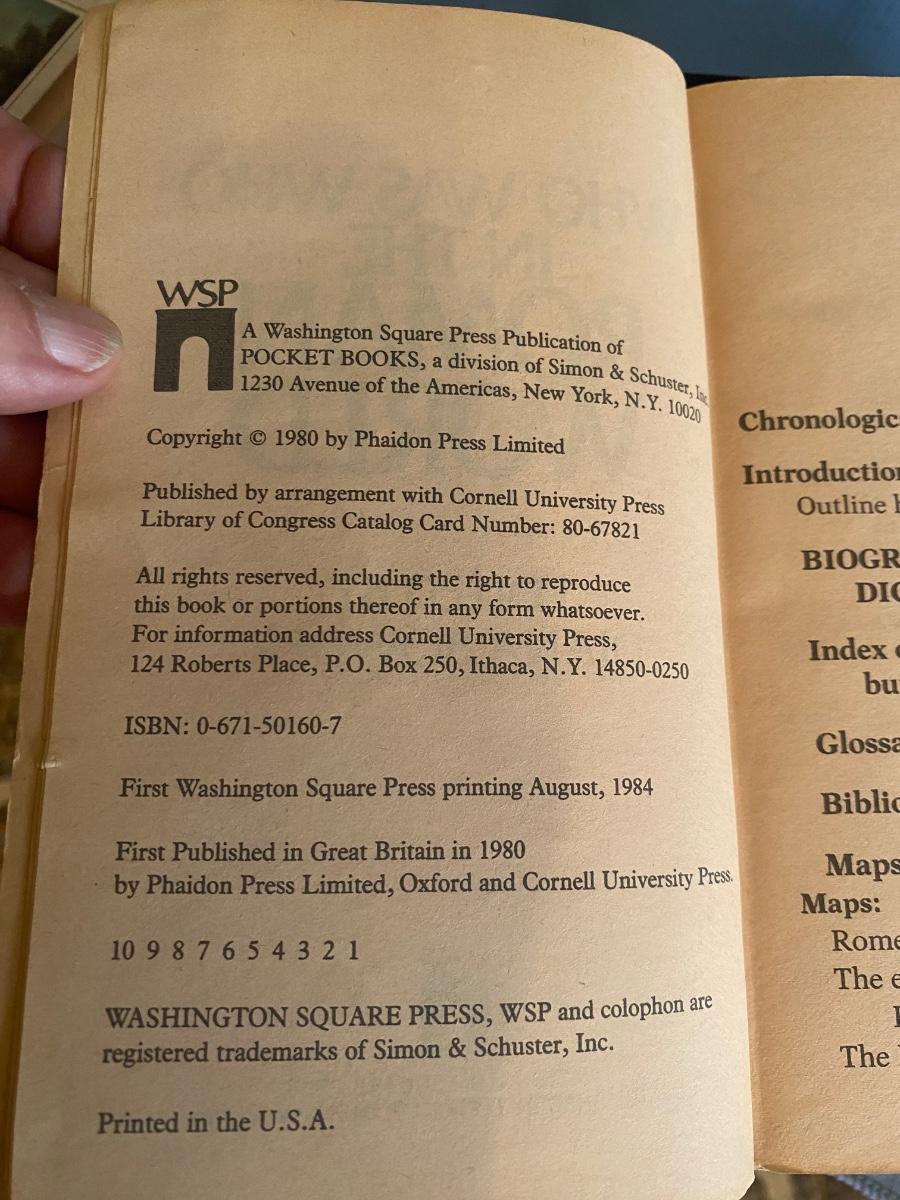 WSP
A Washington Square Press Publication of
POCKET BOOKS, a division of Simon & Schuster, Inc.
1230 Avenue of the Americas, New York, N.Y. 10020
Copyright © 1980 by Phaidon Press Limited
Published by arrangement with Cornell University Press
Library of Congress Catalog Card Number: 80-67821
All rights reserved, including the right to reproduce
this book or portions thereof in any form whatsoever.
For information address Cornell University Press,
124 Roberts Place, P.O. Box 250, Ithaca, N.Y. 14850-0250
ISBN: 0-671-50160-7
First Washington Square Press printing August, 1984
First Published in Great Britain in 1980
by Phaidon Press Limited, Oxford and Cornell University Press.
10 9 8 7 6 5 4 3 2 1
WASHINGTON SQUARE PRESS, WSP and colophon are
registered trademarks of Simon & Schuster, Inc.
Printed in the U.S.A.
Chronologic
Introduction
Outline
BIOGR
DIC
Index
bu
Glossa
Biblio
Maps
Maps:
Rome
The e
The